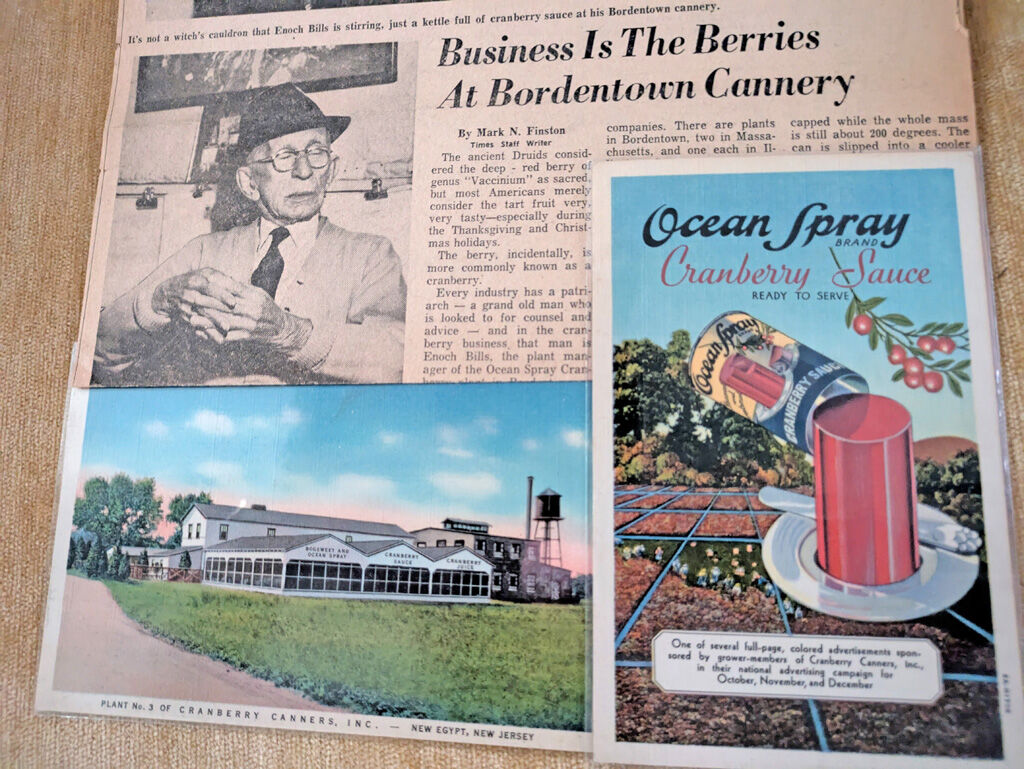 It's not a witch's cauldron that Enoch Bills is stirring, just a kettle full of cranberry sauce at his Bordentown cannery.
Business Is The Berries
At Bordentown Cannery
By Mark N. Finston
Times Staff Writer
The ancient Druids consid-
ered the deep - red berry of
genus "Vaccinium" as sacred,
but most Americans merely
consider the tart fruit very,
very tasty—especially during
the Thanksgiving and Christ-
mas holidays.
The berry, incidentally, is
more commonly known as a
cranberry.
Every industry has a patri-
arch — a grand old man who
is looked to for counsel and
advice — and in the cran-
berry business that man is
Enoch Bills, the plant man-
ager of the Ocean Spray Cran-
companies. There are plants
in Bordentown, two in Massa-
chusetts, and one each in Il-
capped while the whole mass
is still about 200 degrees. The
can is slipped into a cooler
Ocean Spray
BRAND
Cranberry Sauce
READY TO SERVE
Ocean Spray
CRANBERRY SAUCE
One of several full-page, colored advertisements spon-
sored by grower-members of Cranberry Canners, Inc.,
in their national advertising campaign for
October, November, and December
BOGSWEET AND
OCEAN SPRAY
CRANBERRY
SAUCE
CRANBERRY
JUICE
PLANT No. 3 OF CRANBERRY CANNERS, INC. — NEW EGYPT, NEW JERSEY